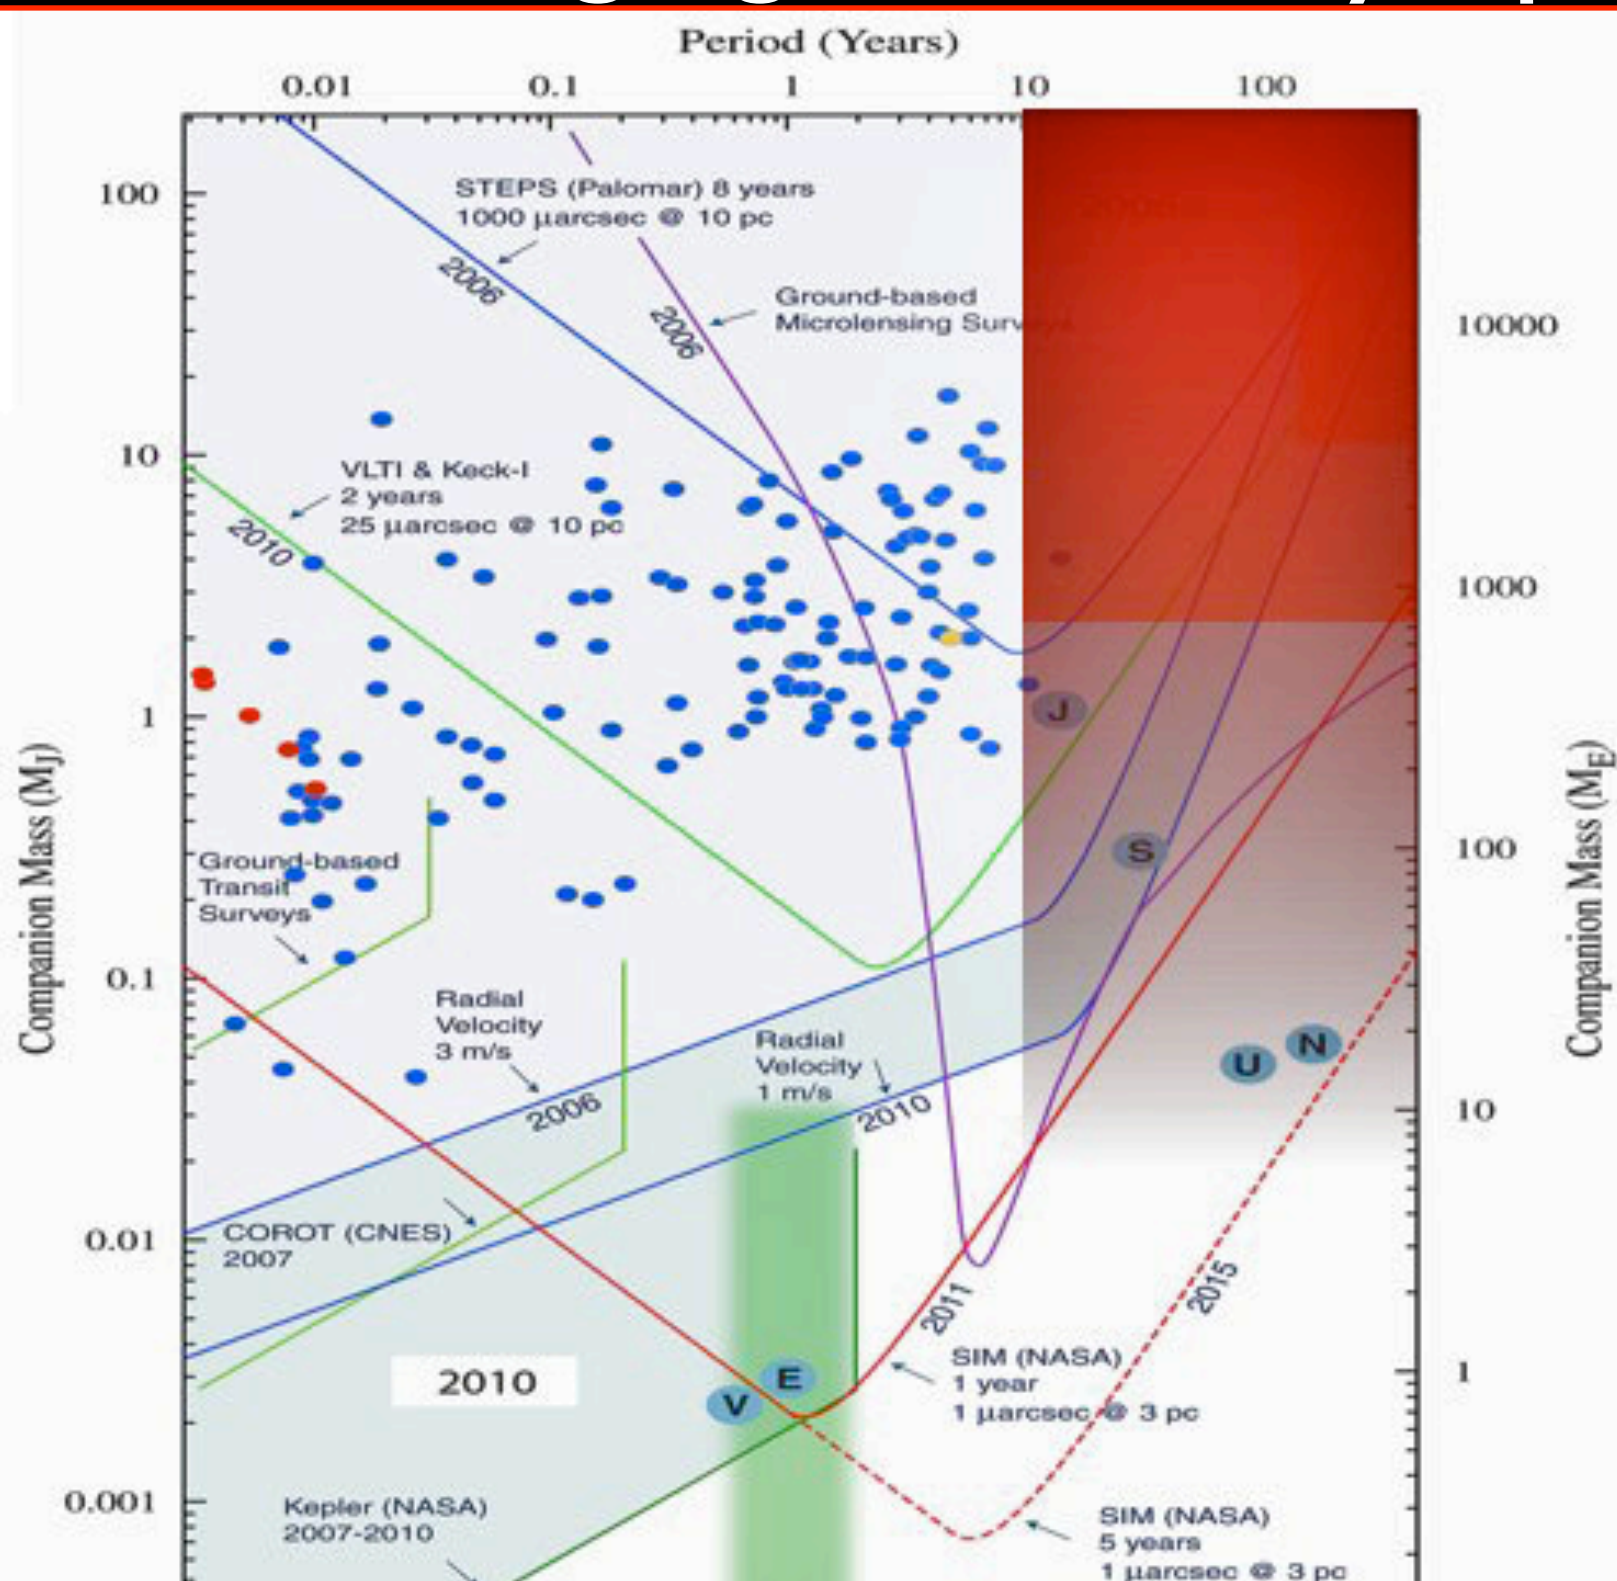 Period (Years)
0.01 0.1 1 10 100
STEPS (Palomar) 8 years
1000 µarcsec @ 10 pc
2006
2006
Ground-based
Microlensing Surveys
100
10
1
0.1
0.01
0.001
10000
1000
100
10
1
VLTI & Keck-I
2 years
25 µarcsec @ 10 pc
2010
J
S
U
N
Companion Mass (MJ)
Companion Mass (ME)
Ground-based
Transit
Surveys
Radial
Velocity
3 m/s
2006
Radial
Velocity
1 m/s
2010
COROT (CNES)
2007
2010
V
E
2011
2015
SIM (NASA)
1 year
1 µarcsec @ 3 pc
Kepler (NASA)
2007-2010
SIM (NASA)
5 years
1 µarcsec @ 3 pc